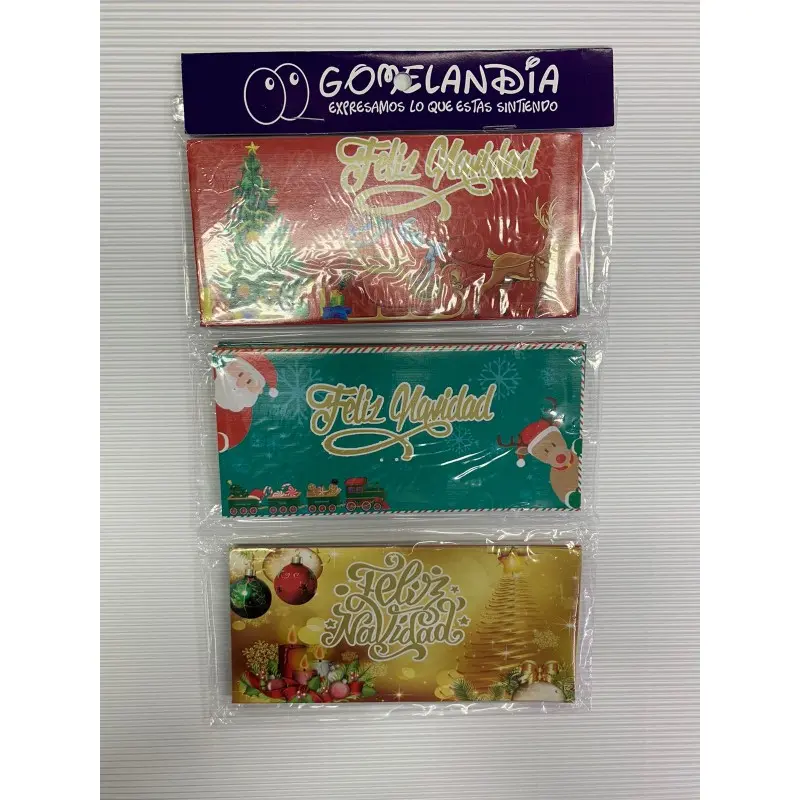 GOMELANDIA
EXPRESAMOS LO QUE ESTAS SINTIENDO
Feliz Navidad
Feliz Navidad
Feliz
Navidad